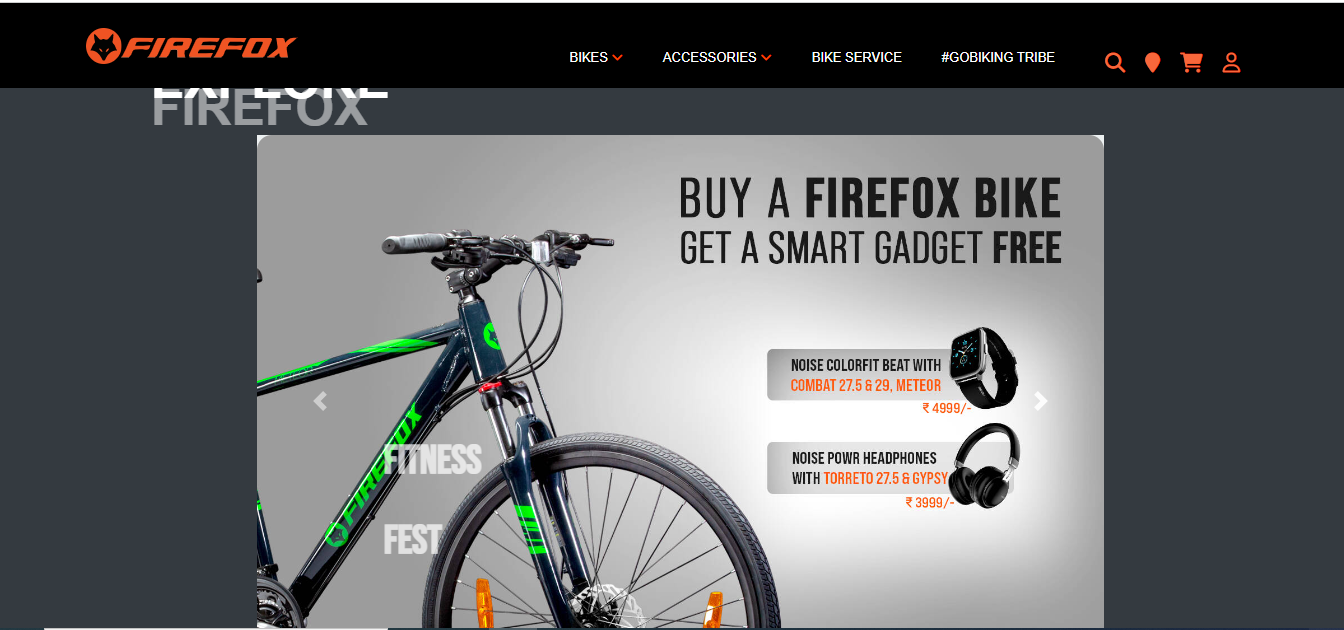 FIREFOX
BIKES
ACCESSORIES
BIKE SERVICE
#GOBIKING TRIBE
EXPLORE
FIREFOX
BUY A FIREFOX BIKE
GET A SMART GADGET FREE
NOISE COLORFIT BEAT WITH
COMBAT 27.5 & 29, METEOR
₹ 4999/-
NOISE POWR HEADPHONES
WITH TORRETO 27.5 & GYPSY
₹ 3999/-
FIREFOX
FITNESS
FEST